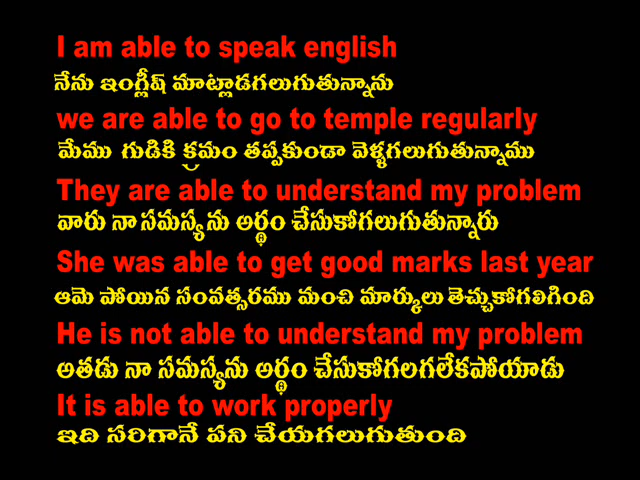 I am able to speak english
నేను ఇంగ్లీష్ మాట్లాడగలుగుతున్నాను
we are able to go to temple regularly
మేము గుడికి క్రమం తప్పకుండా వెళ్ళగలుగుతున్నాము
They are able to understand my problem
వారు నా సమస్యను అర్థం చేసుకోగలుగుతున్నారు
She was able to get good marks last year
ఆమె పోయిన సంవత్సరము మంచి మార్కులు తెచ్చుకోగలిగింది
He is not able to understand my problem
అతడు నా సమస్యను అర్థం చేసుకోగలగలేకపోయాడు
It is able to work properly
ఇది సరిగానే పని చేయగలుగుతుంది